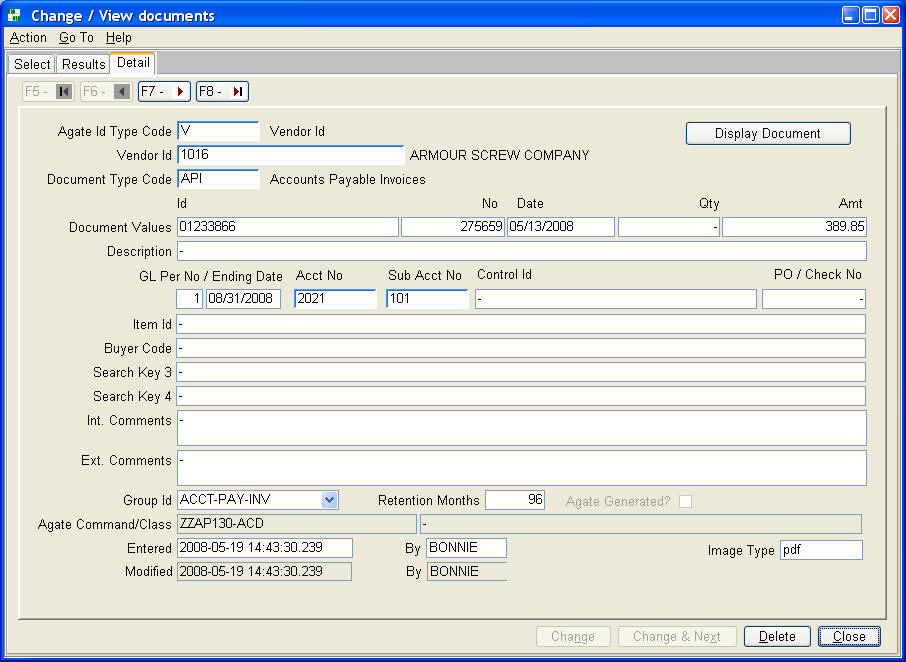 Change / View documents
Action Go To Help
Select Results Detail
F5 - F6 - F7 - F8 -
Agate Id Type Code V Vendor Id Display Document
Vendor Id 1016 ARMOUR SCREW COMPANY
Document Type Code API Accounts Payable Invoices
Id No Date Qty Amt
Document Values 01233866 275659 05/13/2008 - 389.85
Description -
GL Per No / Ending Date Acct No Sub Acct No Control Id PO / Check No
1 08/31/2008 2021 101 - -
Item Id -
Buyer Code -
Search Key 3 -
Search Key 4 -
Int. Comments -
Ext. Comments -
Group Id ACCT-PAY-INV Retention Months 96 Agate Generated?
Agate Command/Class ZZAP130-ACD -
Entered 2008-05-19 14:43:30.239 By BONNIE Image Type pdf
Modified 2008-05-19 14:43:30.239 By BONNIE
Change Change & Next Delete Close